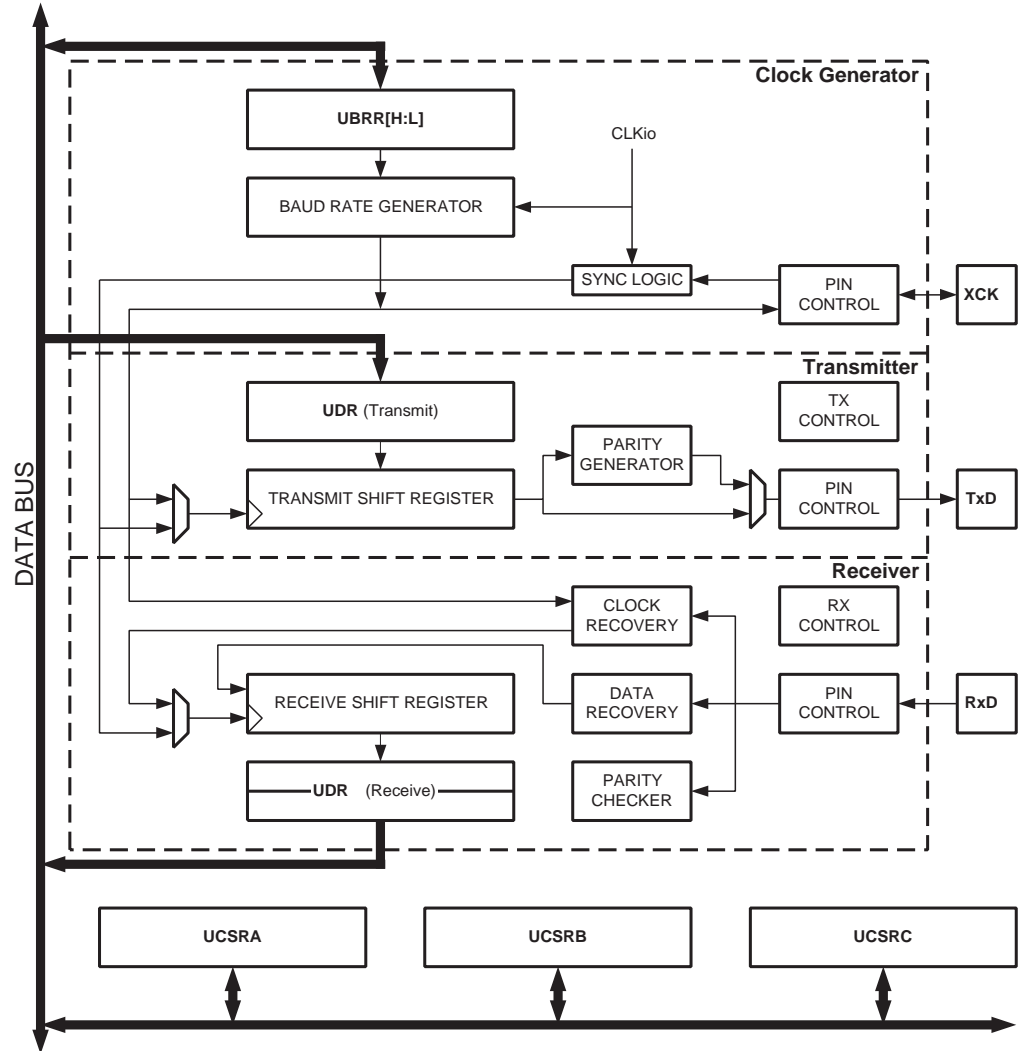 Clock Generator
UBRR[H:L]
CLKio
BAUD RATE GENERATOR
SYNC LOGIC
PIN
CONTROL
XCK
Transmitter
UDR (Transmit)
TX
CONTROL
PARITY
GENERATOR
TRANSMIT SHIFT REGISTER
PIN
CONTROL
TxD
DATA BUS
Receiver
CLOCK
RECOVERY
RX
CONTROL
RECEIVE SHIFT REGISTER
DATA
RECOVERY
PIN
CONTROL
RxD
UDR (Receive)
PARITY
CHECKER
UCSRA
UCSRB
UCSRC